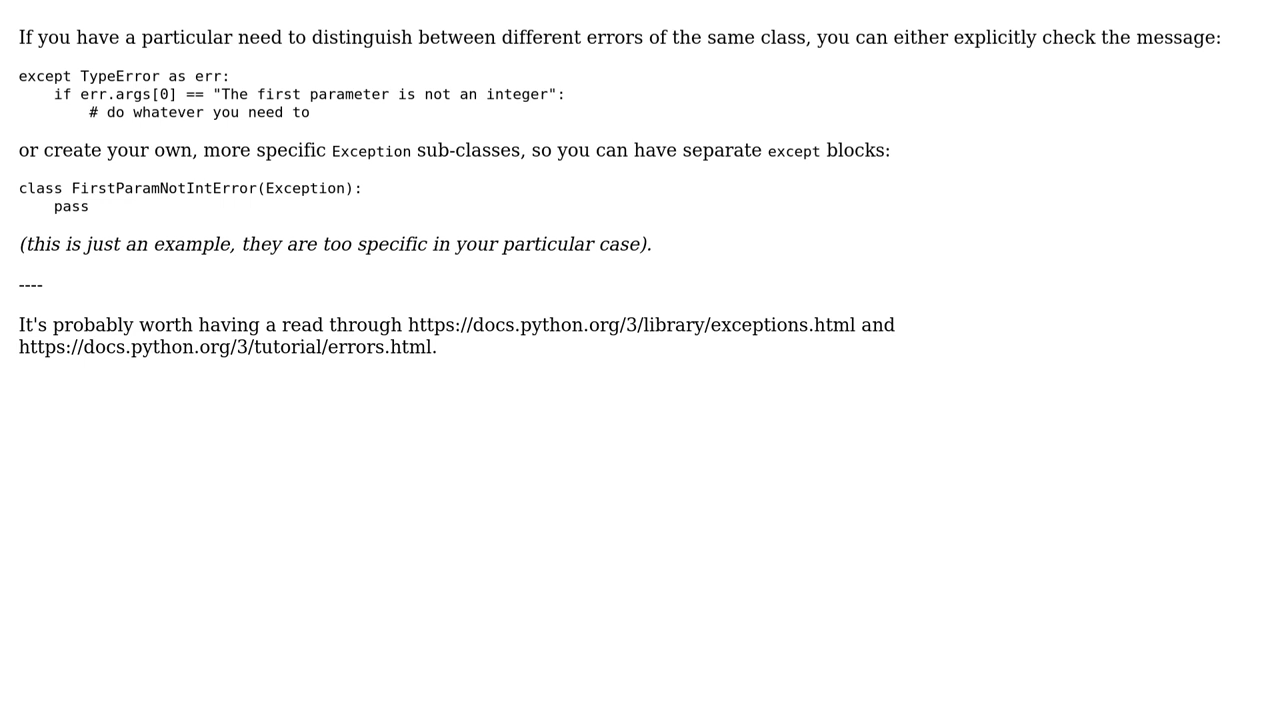 If you have a particular need to distinguish between different errors of the same class, you can either explicitly check the message:
except TypeError as err:
    if err.args[0] == "The first parameter is not an integer":
        # do whatever you need to
or create your own, more specific Exception sub-classes, so you can have separate except blocks:
class FirstParamNotIntError(Exception):
    pass
(this is just an example, they are too specific in your particular case).
----
It's probably worth having a read through https://docs.python.org/3/library/exceptions.html and
https://docs.python.org/3/tutorial/errors.html.